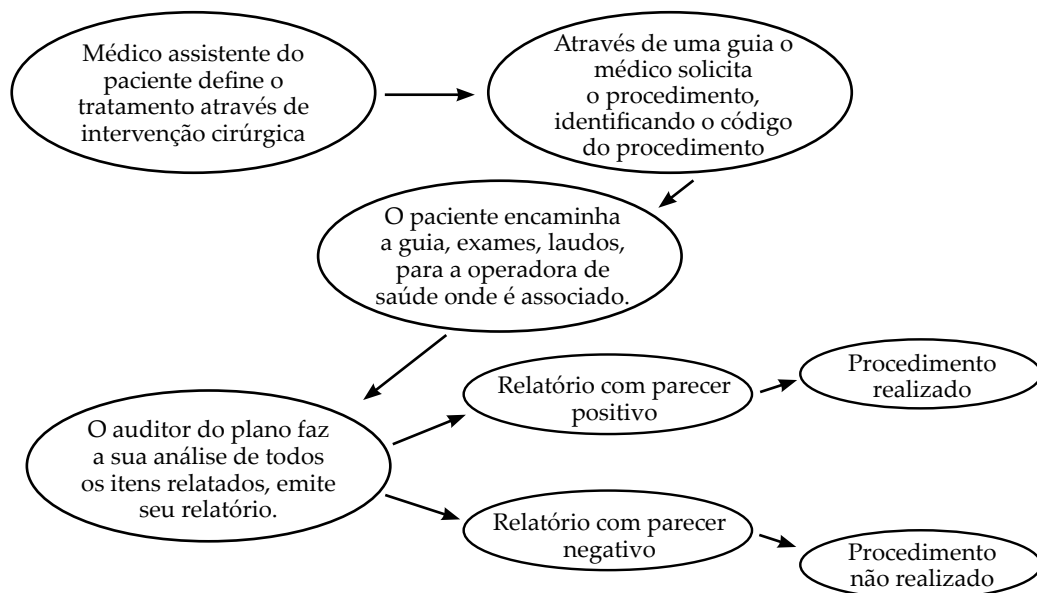 Médico assistente do
paciente define o
tratamento através de
intervenção cirúrgica
Através de uma guia o
médico solicita
o procedimento,
identificando o código
do procedimento
O paciente encaminha
a guia, exames, laudos,
para a operadora de
saúde onde é associado.
O auditor do plano faz
a sua análise de todos
os itens relatados, emite
seu relatório.
Relatório com parecer
positivo
Procedimento
realizado
Relatório com parecer
negativo
Procedimento
não realizado